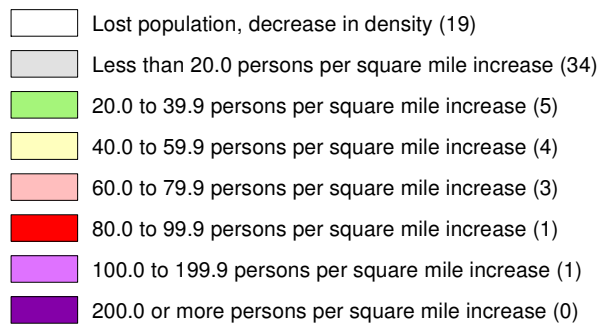 Lost population, decrease in density (19)
Less than 20.0 persons per square mile increase (34)
20.0 to 39.9 persons per square mile increase (5)
40.0 to 59.9 persons per square mile increase (4)
60.0 to 79.9 persons per square mile increase (3)
80.0 to 99.9 persons per square mile increase (1)
100.0 to 199.9 persons per square mile increase (1)
200.0 or more persons per square mile increase (0)